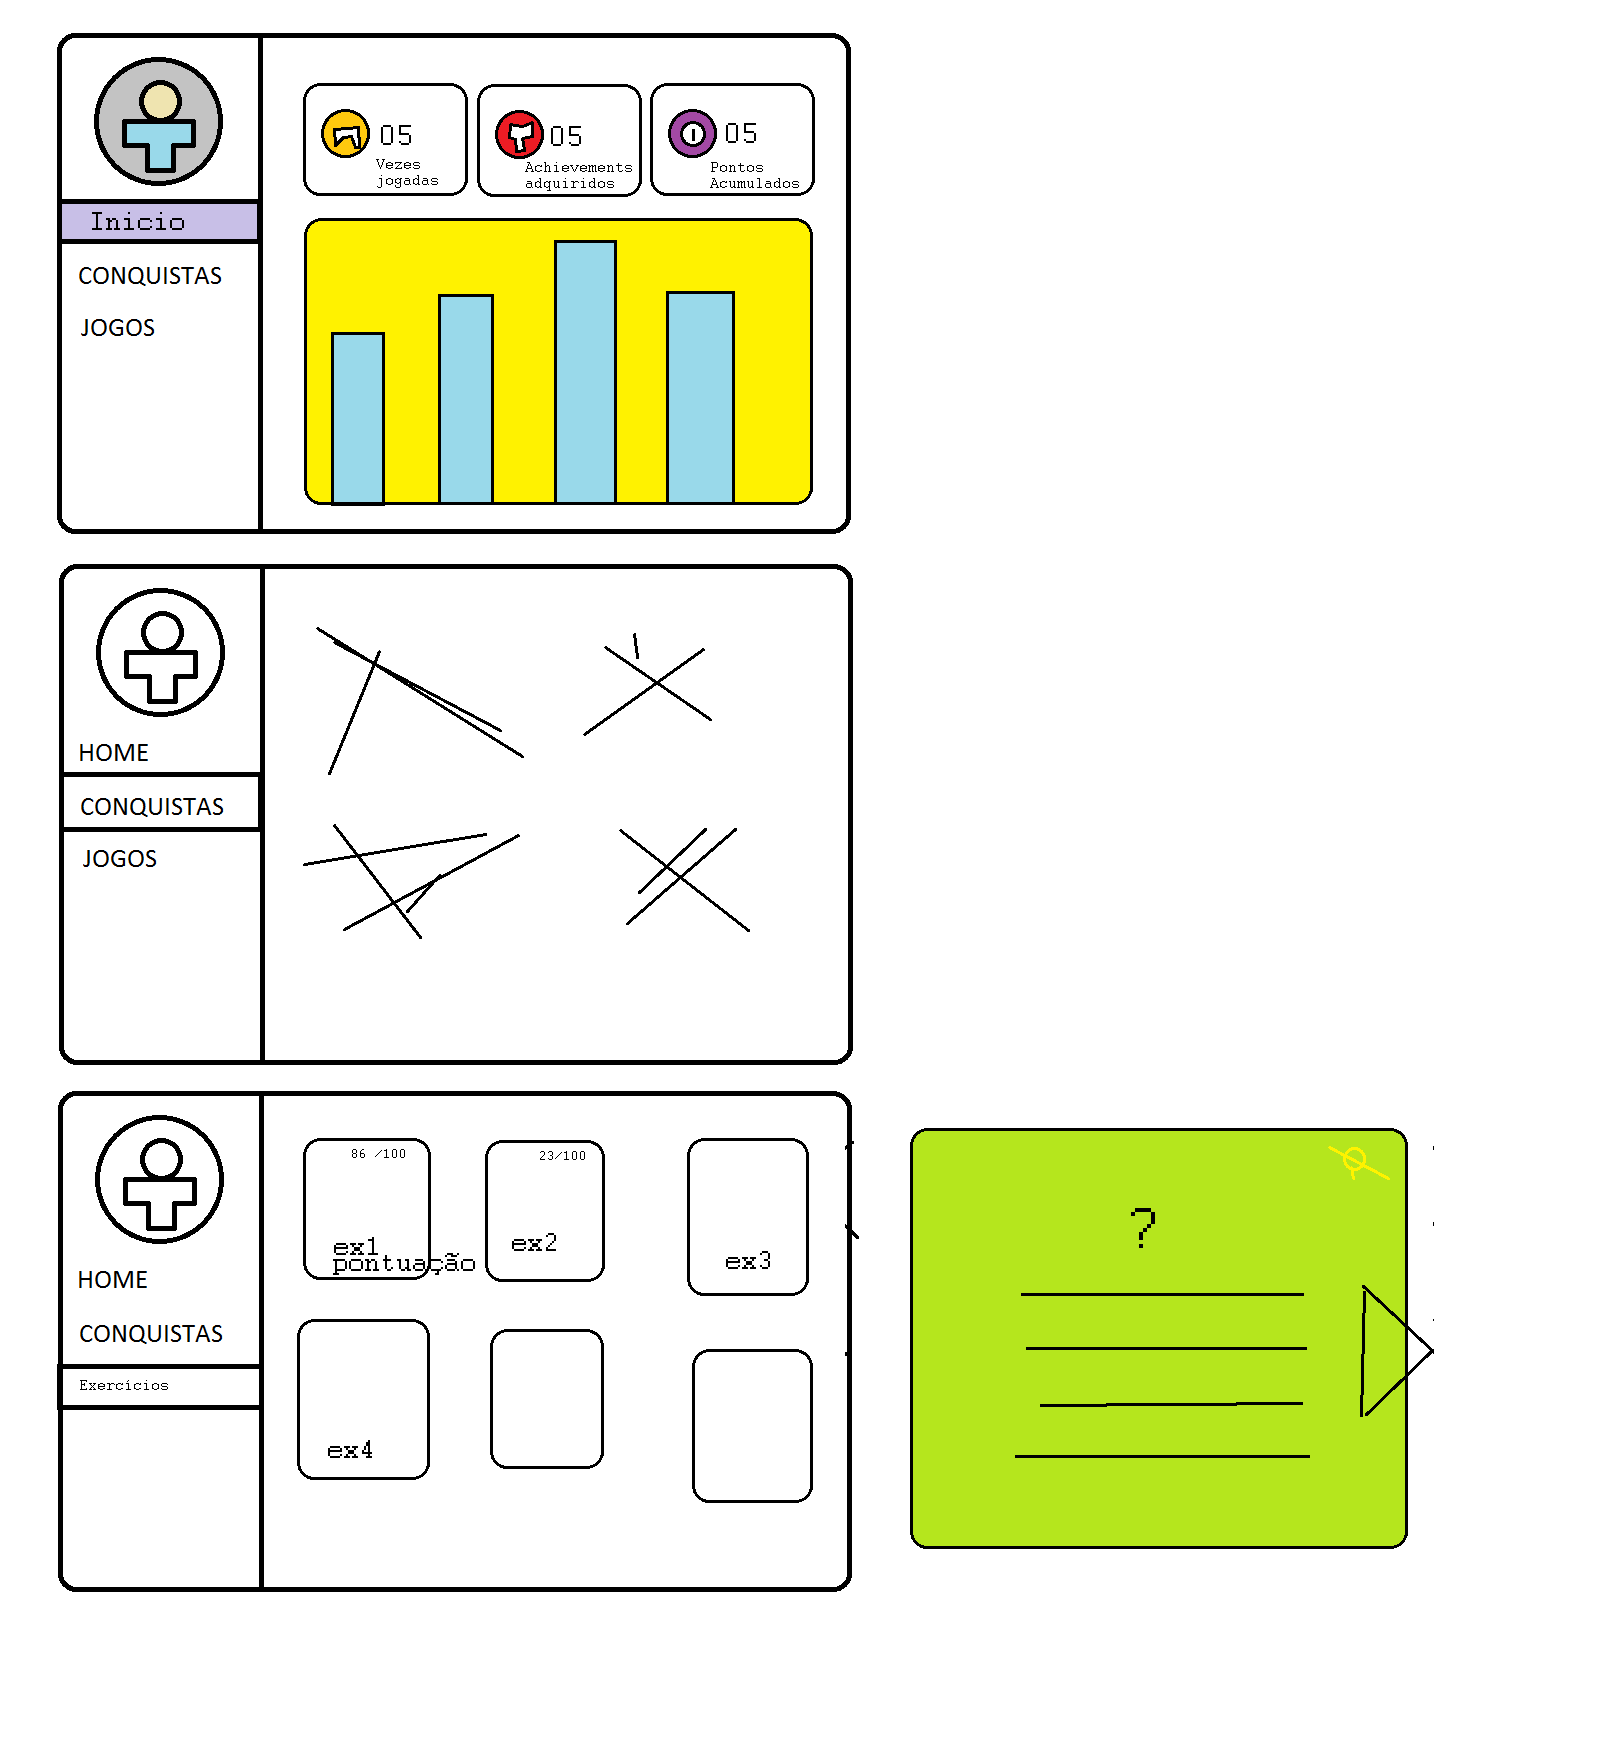 05
Vezes
jogadas
05
Achievements
adquiridos
05
Pontos
Acumulados
Inicio
CONQUISTAS
JOGOS
HOME
CONQUISTAS
JOGOS
86 /100
ex1
pontuação
23/100
ex2
ex3
HOME
CONQUISTAS
Exercícios
ex4
?